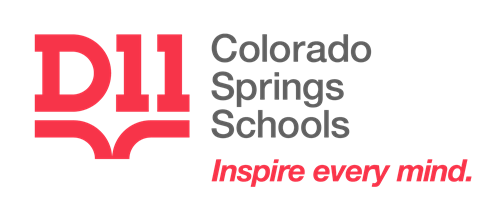 D11
Colorado
Springs
Schools
Inspire every mind.